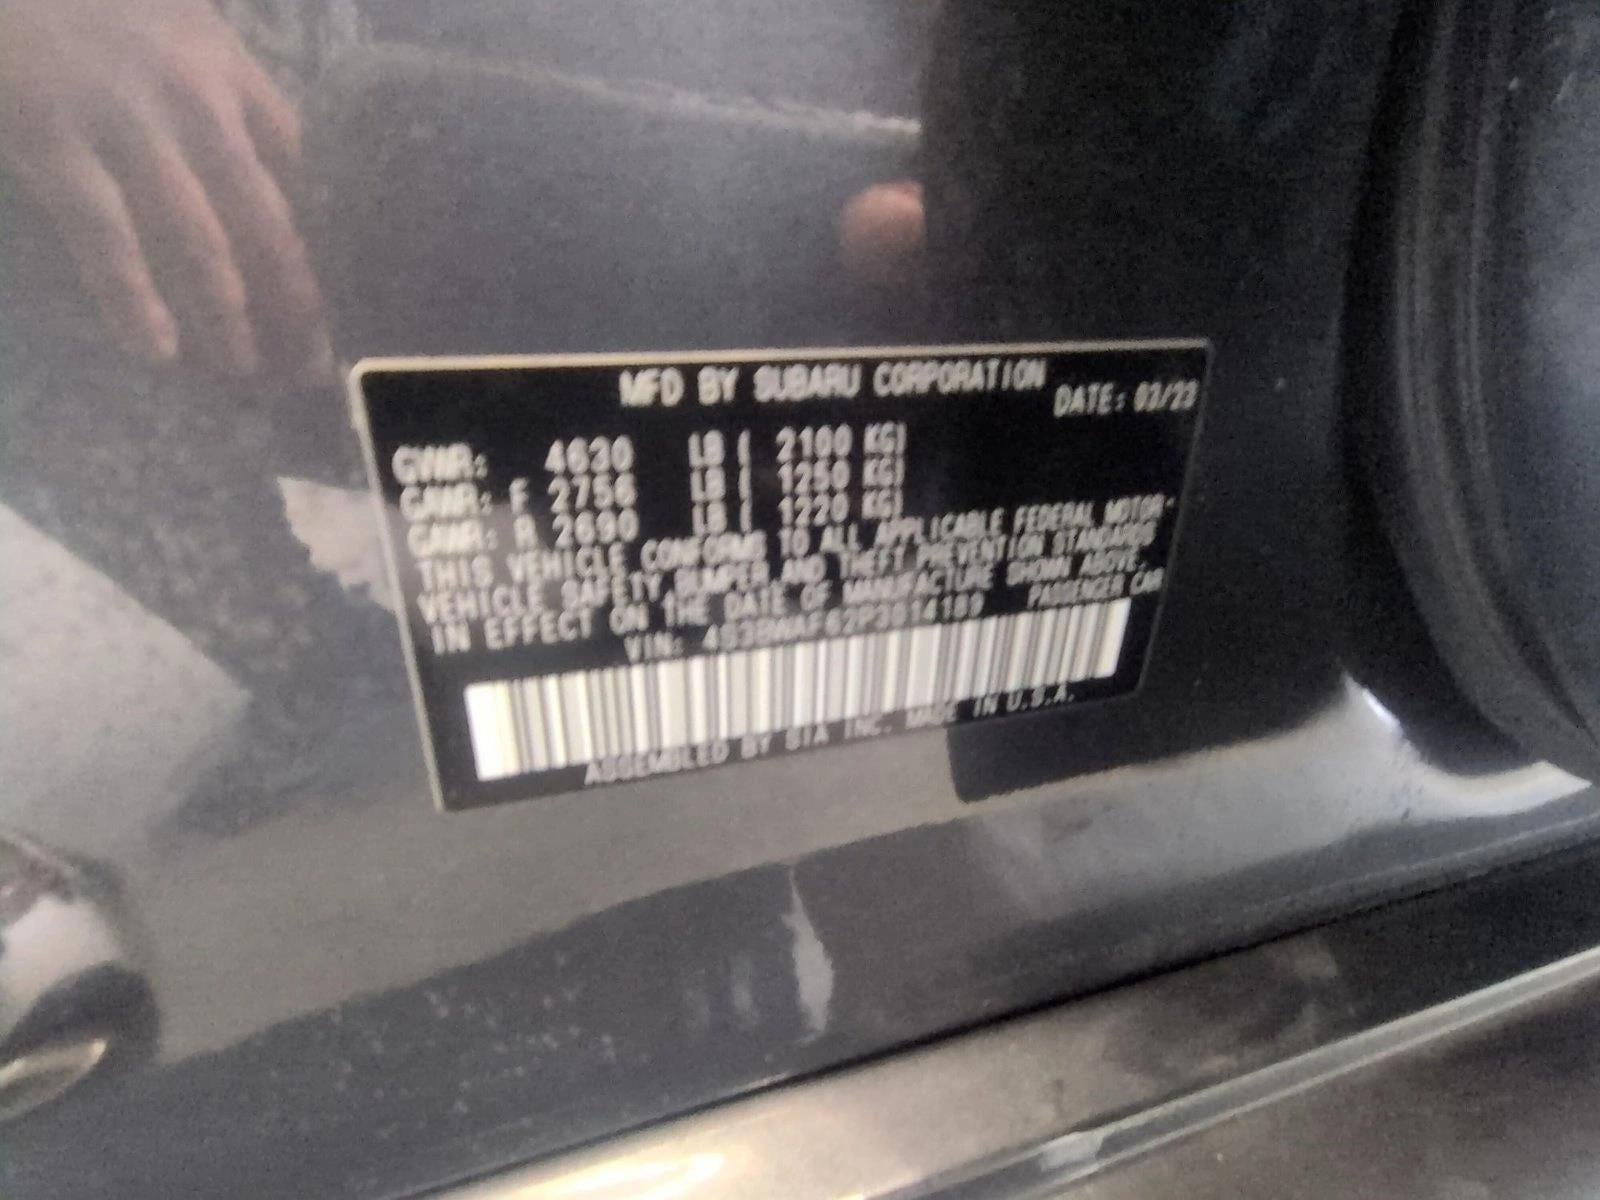 MFD BY SUBARU CORPORATION
DATE: 03/23
GVWR: 4630 LB ( 2100 KG)
GAWR: F 2756 LB ( 1250 KG)
GAWR: R 2690 LB ( 1220 KG)
THIS VEHICLE CONFORMS TO ALL APPLICABLE FEDERAL MOTOR-
VEHICLE SAFETY BUMPER AND THEFT PREVENTION STANDARDS
IN EFFECT ON THE DATE OF MANUFACTURE SHOWN ABOVE.
VIN: PASSENGER CAR
ASSEMBLED BY SIA INC. MADE IN U.S.A.